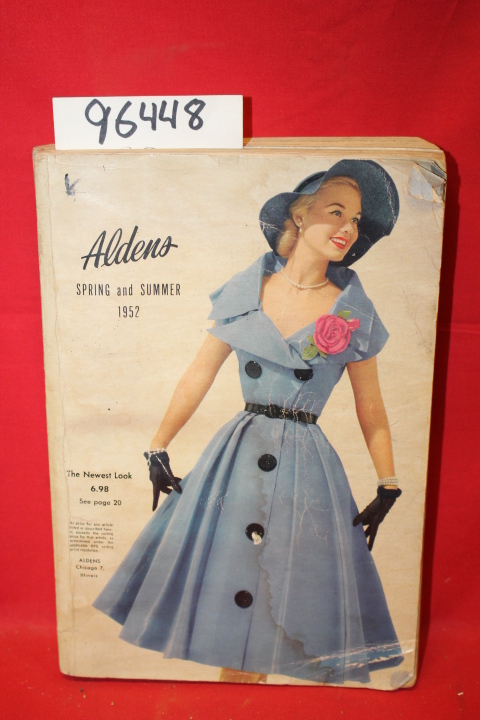 96448
Aldens
SPRING and SUMMER
1952
The Newest Look
6.98
See page 20
ALDENS
Chicago 7,
Illinois